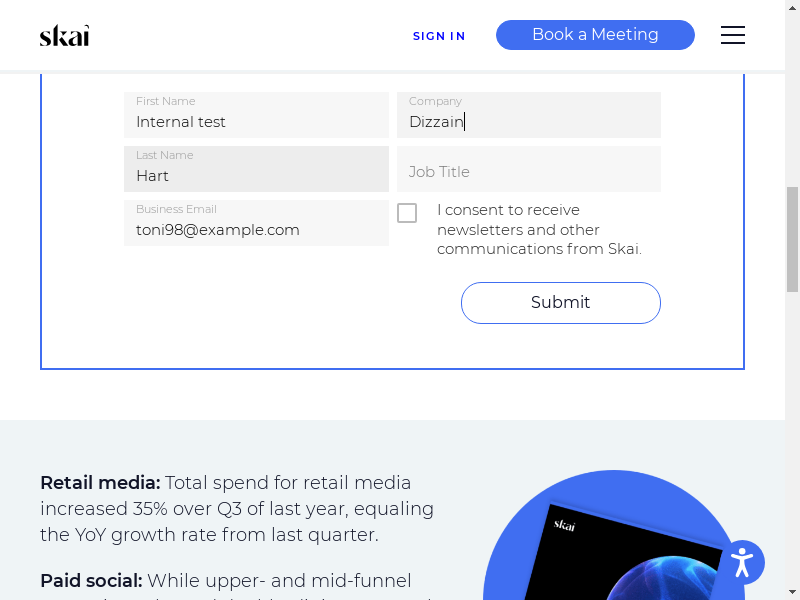 skai
SIGN IN
Book a Meeting
First Name
Internal test
Company
Dizzain
Last Name
Hart
Job Title
Business Email
toni98@example.com
I consent to receive
newsletters and other
communications from Skai.
Submit
Retail media: Total spend for retail media
increased 35% over Q3 of last year, equaling
the YoY growth rate from last quarter.
skai
Paid social: While upper- and mid-funnel